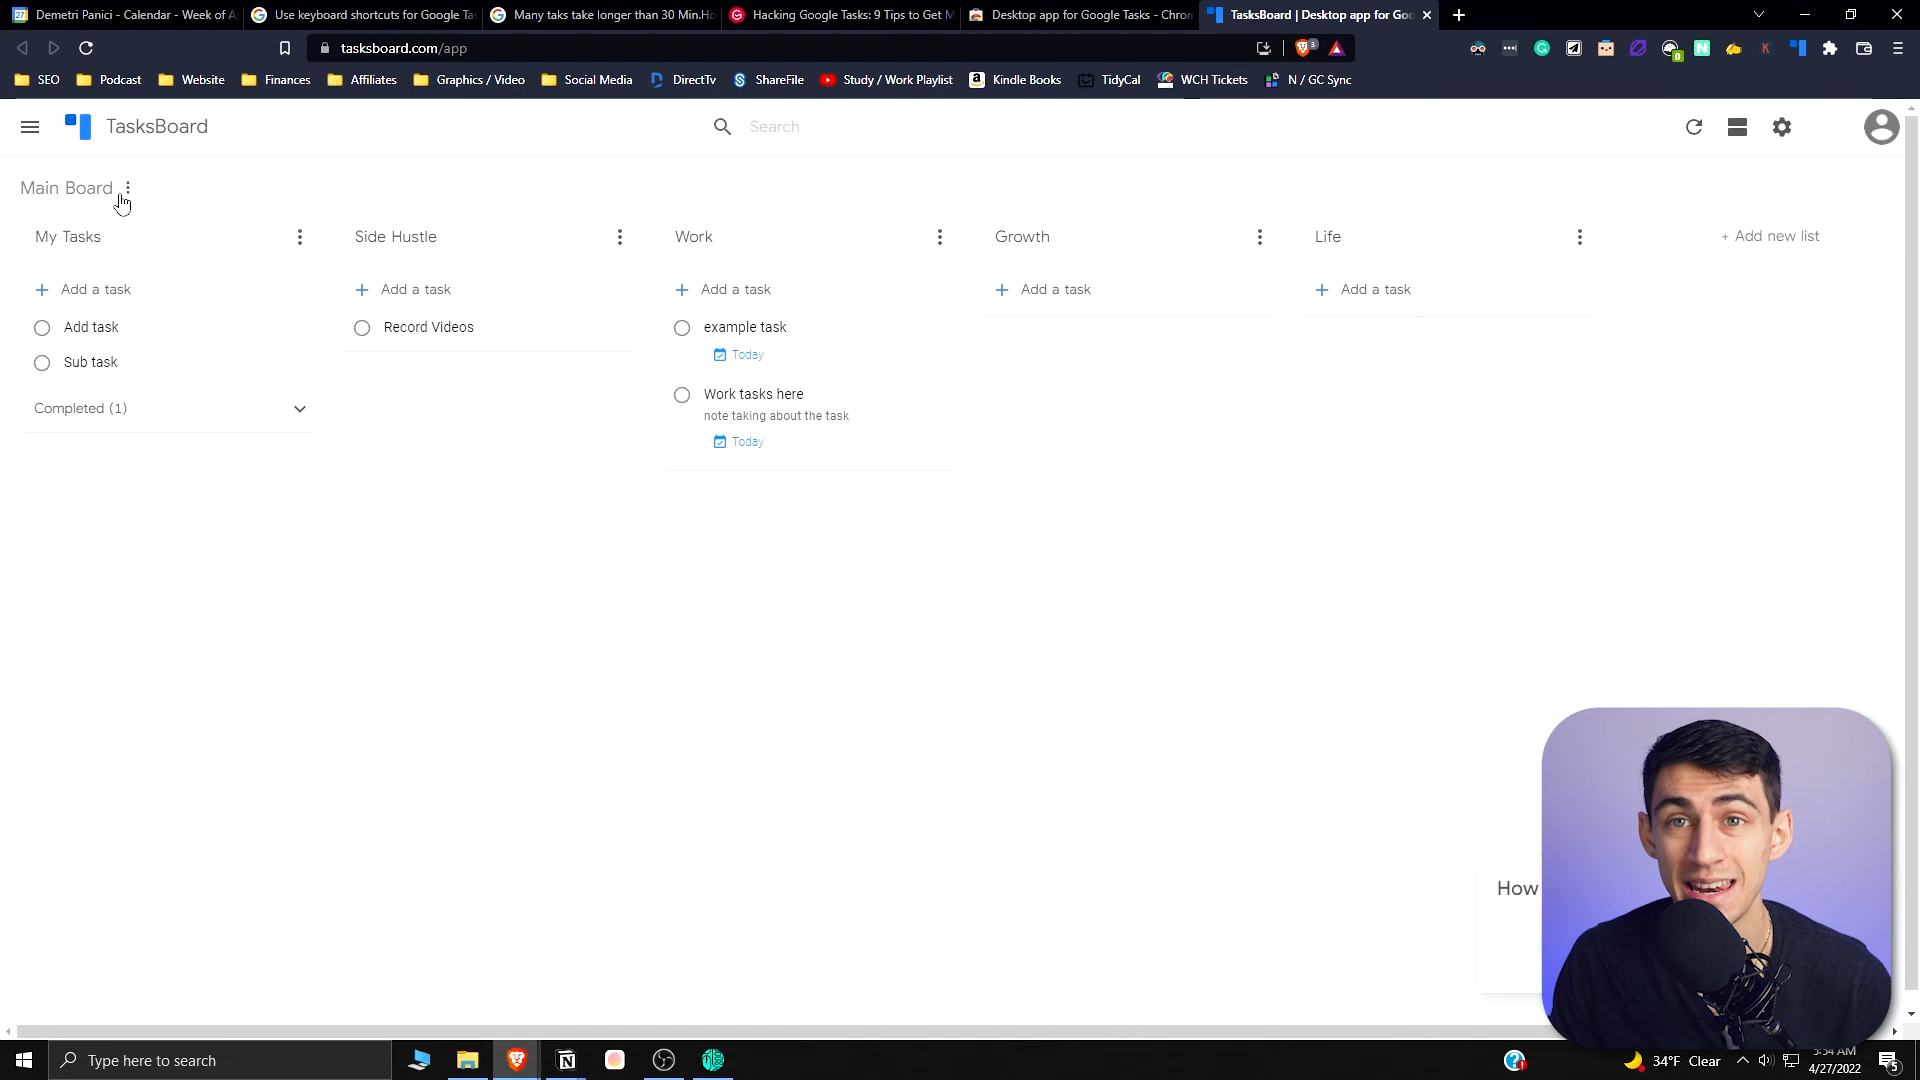 Demetri Panici - Calendar - Week of A
Use keyboard shortcuts for Google Ta
Many taks take longer than 30 Min.Ho
Hacking Google Tasks: 9 Tips to Get M
Desktop app for Google Tasks - Chron
TasksBoard | Desktop app for Goo
tasksboard.com/app
SEO
Podcast
Website
Finances
Affiliates
Graphics / Video
Social Media
DirectTv
ShareFile
Study / Work Playlist
Kindle Books
TidyCal
WCH Tickets
N / GC Sync
TasksBoard
Search
Main Board
My Tasks
Side Hustle
Work
Growth
Life
+ Add new list
+ Add a task
+ Add a task
+ Add a task
+ Add a task
+ Add a task
Add task
Record Videos
example task
Today
Sub task
Work tasks here
note taking about the task
Today
Completed (1)
How
Type here to search
34°F Clear
4/27/2022
5